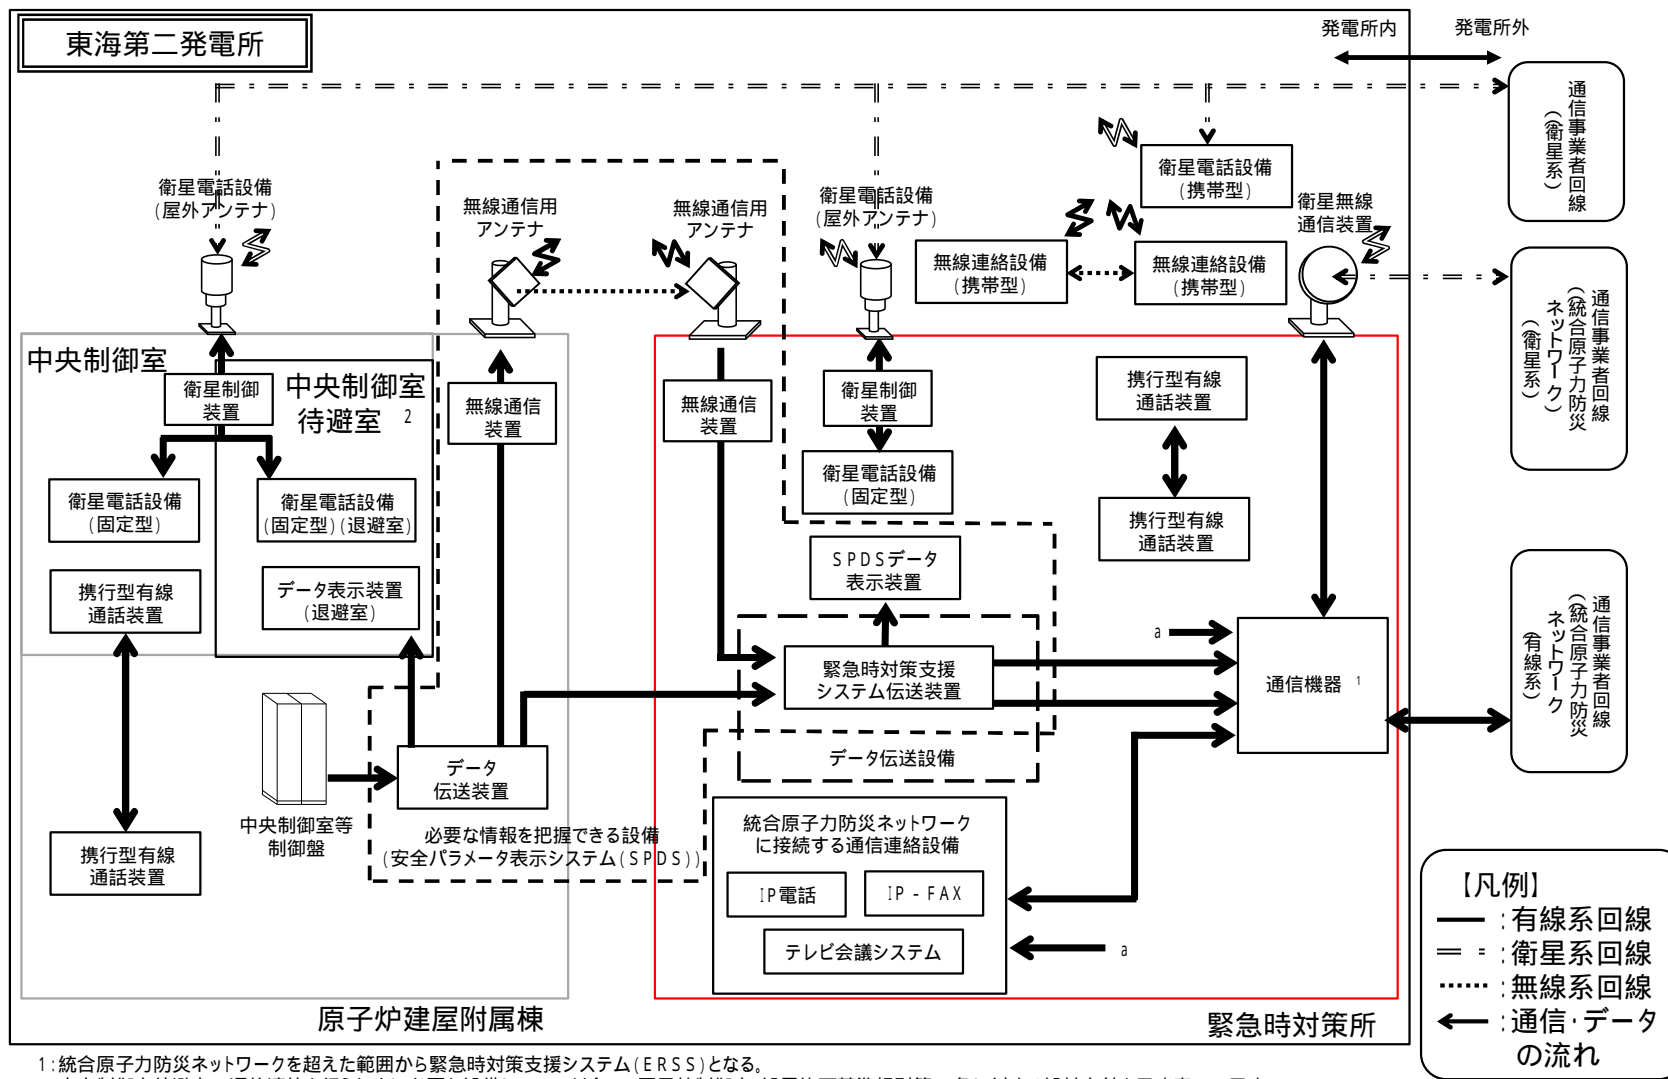 東海第二発電所
発電所内
発電所外
通信事業者回線
(衛星系)
衛星電話設備
(屋外アンテナ)
無線通信用
アンテナ
無線通信用
アンテナ
衛星電話設備
(屋外アンテナ)
衛星電話設備
(携帯型)
無線連絡設備
(携帯型)
無線連絡設備
(携帯型)
衛星無線
通信装置
通信事業者回線
(統合原子力防災
ネットワーク)
(衛星系)
中央制御室
衛星制御
装置
中央制御室
待避室 2
衛星電話設備
(固定型)
衛星電話設備
(固定型)(退避室)
携行型有線
通話装置
データ表示装置
(退避室)
無線通信
装置
無線通信
装置
衛星制御
装置
衛星電話設備
(固定型)
携行型有線
通話装置
携行型有線
通話装置
SPDSデータ
表示装置
緊急時対策支援
システム伝送装置
データ伝送設備
a
通信機器 1
通信事業者回線
(統合原子力防災
ネットワーク
(有線系)
中央制御室等
制御盤
データ
伝送装置
必要な情報を把握できる設備
(安全パラメータ表示システム(SPDS))
携行型有線
通話装置
統合原子力防災ネットワーク
に接続する通信連絡設備
IP電話
IP-FAX
テレビ会議システム
a
原子炉建屋附属棟
緊急時対策所
【凡例】
:有線系回線
:衛星系回線
:無線系回線
:通信・データ
の流れ
1:統合原子力防災ネットワークを超えた範囲から緊急時対策支援システム(ERSS)となる。